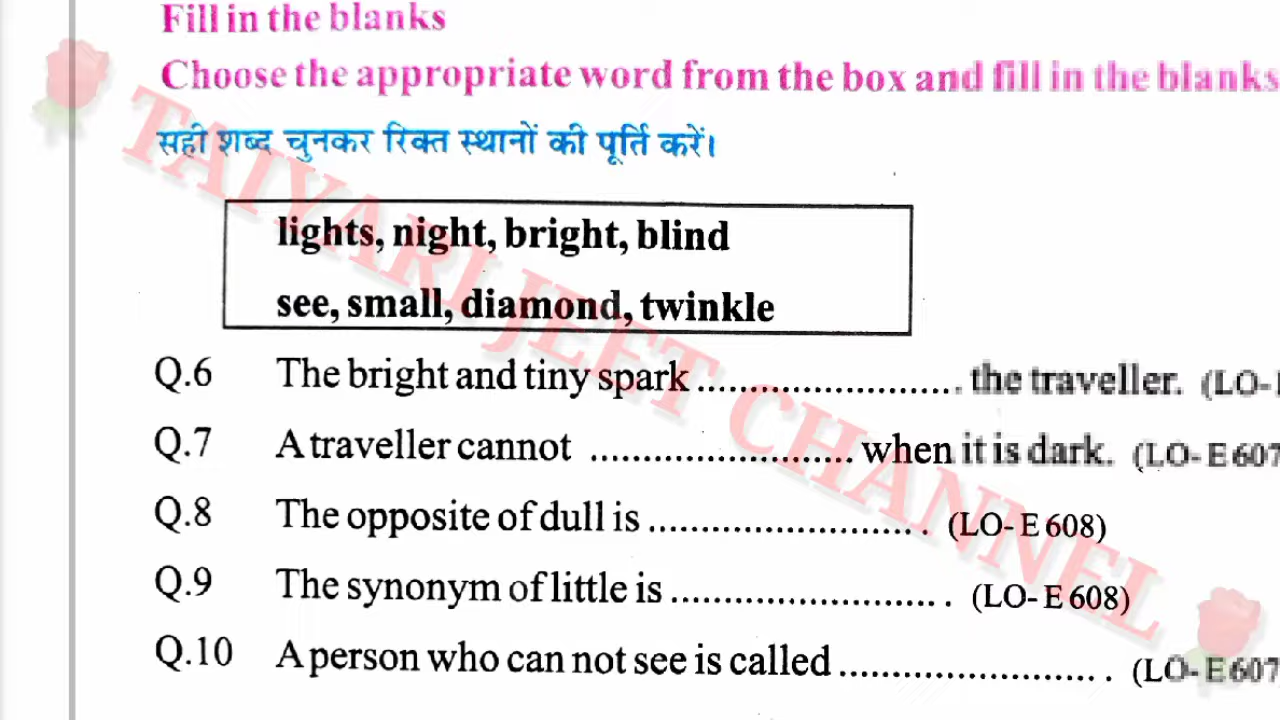 Fill in the blanks
Choose the appropriate word from the box and fill in the blanks
सही शब्द चुनकर रिक्त स्थानों की पूर्ति करें।
lights, night, bright, blind
see, small, diamond, twinkle
Q.6 The bright and tiny spark .......................... the traveller. (LO-
Q.7 A traveller cannot .......................... when it is dark. (LO- E 607
Q.8 The opposite of dull is .......................... . (LO- E 608)
Q.9 The synonym of little is .......................... . (LO- E 608)
Q.10 A person who can not see is called .......................... . (LO- E 607
TAIYARI JEET CHANNEL